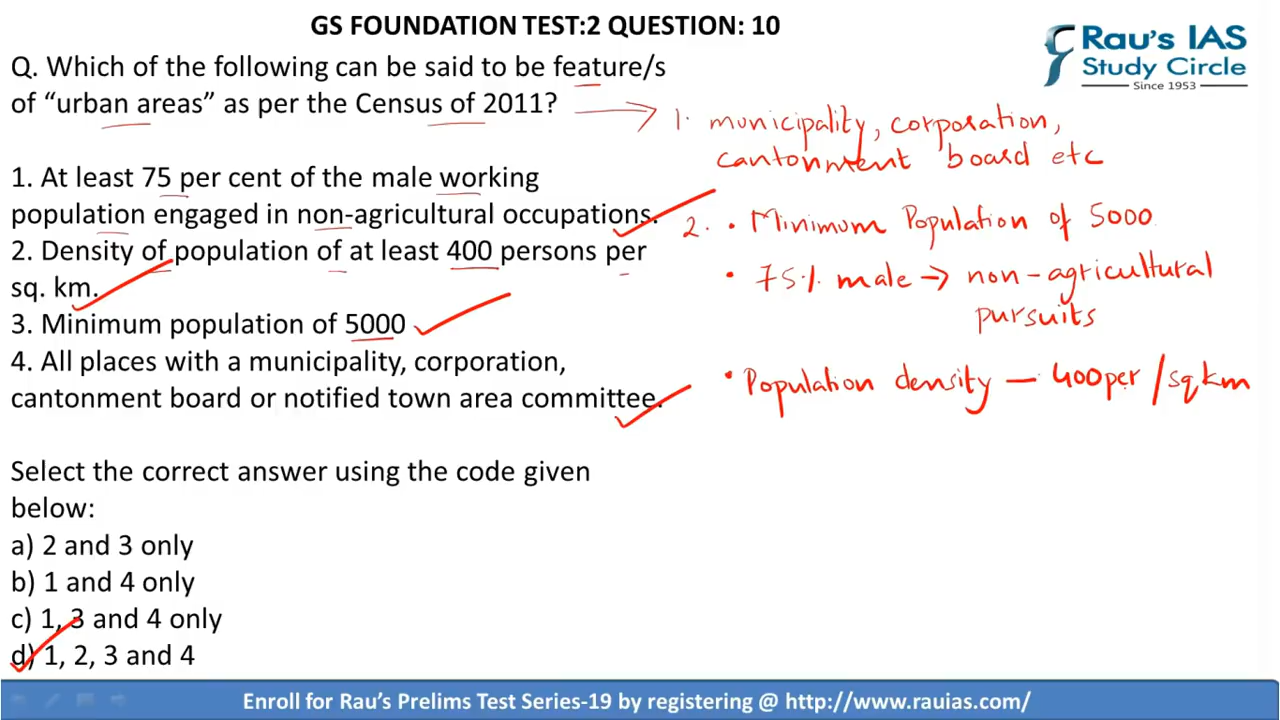 GS FOUNDATION TEST:2 QUESTION: 10
Rau's IAS
Study Circle
Since 1953
Q. Which of the following can be said to be feature/s
of “urban areas” as per the Census of 2011?
1. At least 75 per cent of the male working
population engaged in non-agricultural occupations.
2. Density of population of at least 400 persons per
sq. km.
3. Minimum population of 5000
4. All places with a municipality, corporation,
cantonment board or notified town area committee.
Select the correct answer using the code given
below:
a) 2 and 3 only
b) 1 and 4 only
c) 1, 3 and 4 only
d) 1, 2, 3 and 4
1. municipality, corporation,
cantonment board etc
2. • Minimum Population of 5000
• 75% male → non-agricultural
pursuits
• Population density — 400 per/sq km
Enroll for Rau's Prelims Test Series-19 by registering @ http://www.rauias.com/